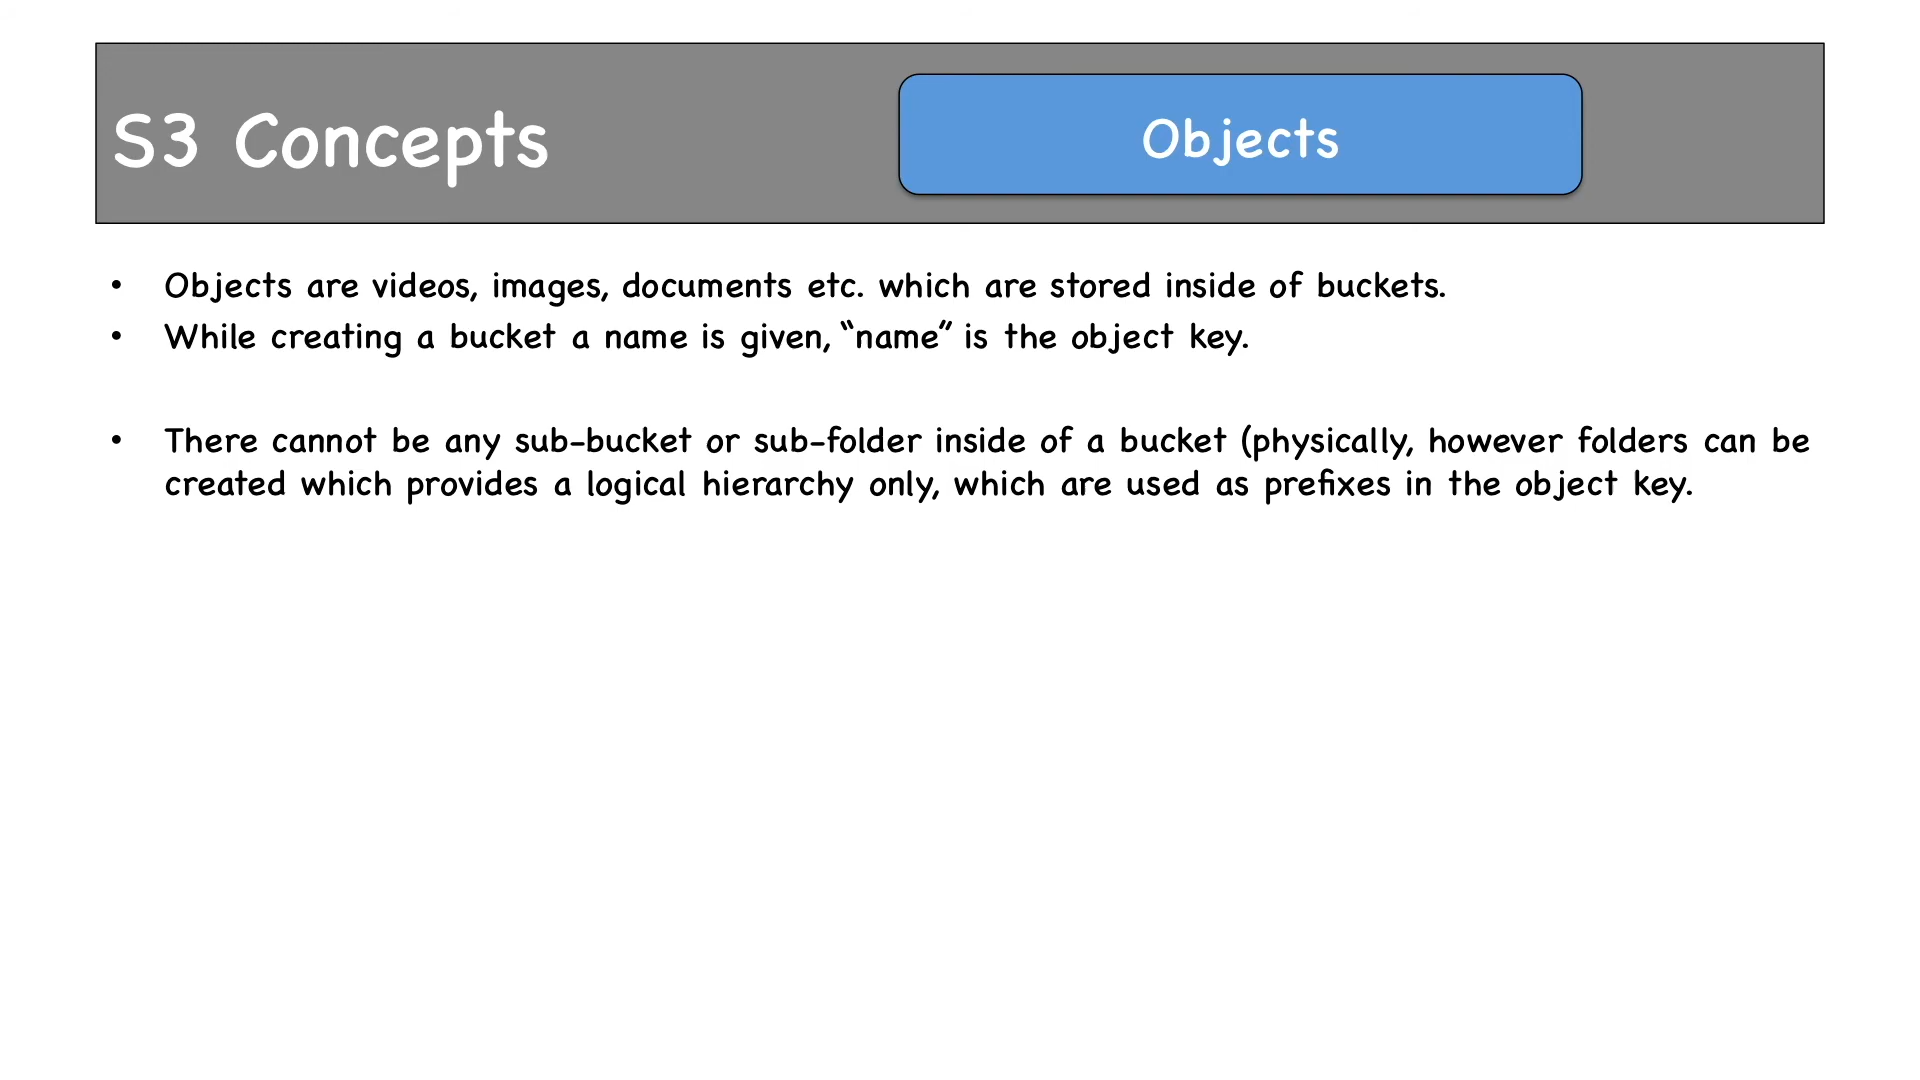 S3 Concepts
Objects
• Objects are videos, images, documents etc. which are stored inside of buckets.
• While creating a bucket a name is given, “name” is the object key.
• There cannot be any sub-bucket or sub-folder inside of a bucket (physically, however folders can be
created which provides a logical hierarchy only, which are used as prefixes in the object key.